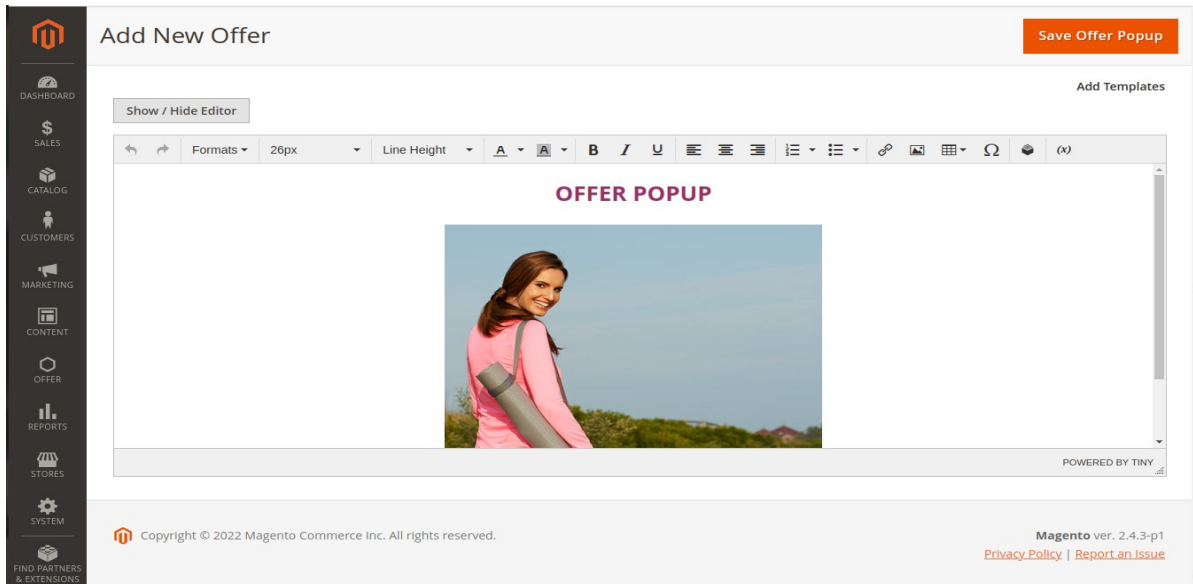 Add New Offer
Save Offer Popup
DASHBOARD
SALES
CATALOG
CUSTOMERS
MARKETING
CONTENT
OFFER
REPORTS
STORES
SYSTEM
FIND PARTNERS
& EXTENSIONS
Add Templates
Show / Hide Editor
Formats 26px Line Height A A B I U Ω (x)
OFFER POPUP
POWERED BY TINY
Copyright © 2022 Magento Commerce Inc. All rights reserved.
Magento ver. 2.4.3-p1
Privacy Policy | Report an Issue